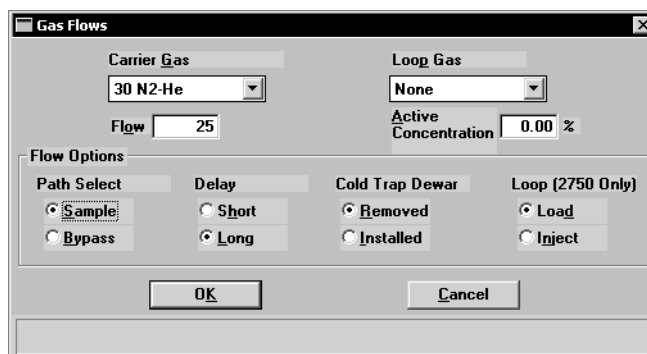 Gas Flows
Carrier Gas
Loop Gas
30 N2-He
None
Flow 25
Active
Concentration 0.00 %
Flow Options
Path Select Delay Cold Trap Dewar Loop (2750 Only)
Sample Short Removed Load
Bypass Long Installed Inject
OK Cancel